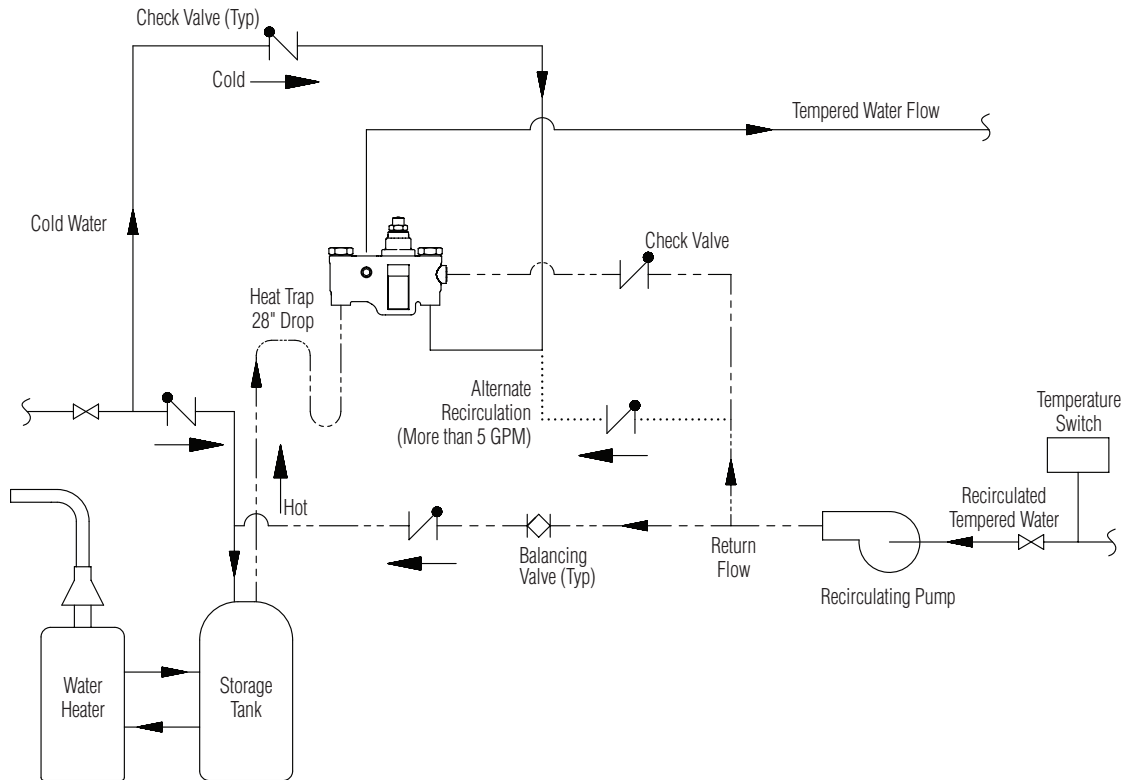 Check Valve (Typ)
Cold
Tempered Water Flow
Cold Water
Check Valve
Heat Trap
28" Drop
Alternate
Recirculation
(More than 5 GPM)
Temperature
Switch
Hot
Recirculated
Tempered Water
Balancing
Valve (Typ)
Return
Flow
Recirculating Pump
Water
Heater
Storage
Tank